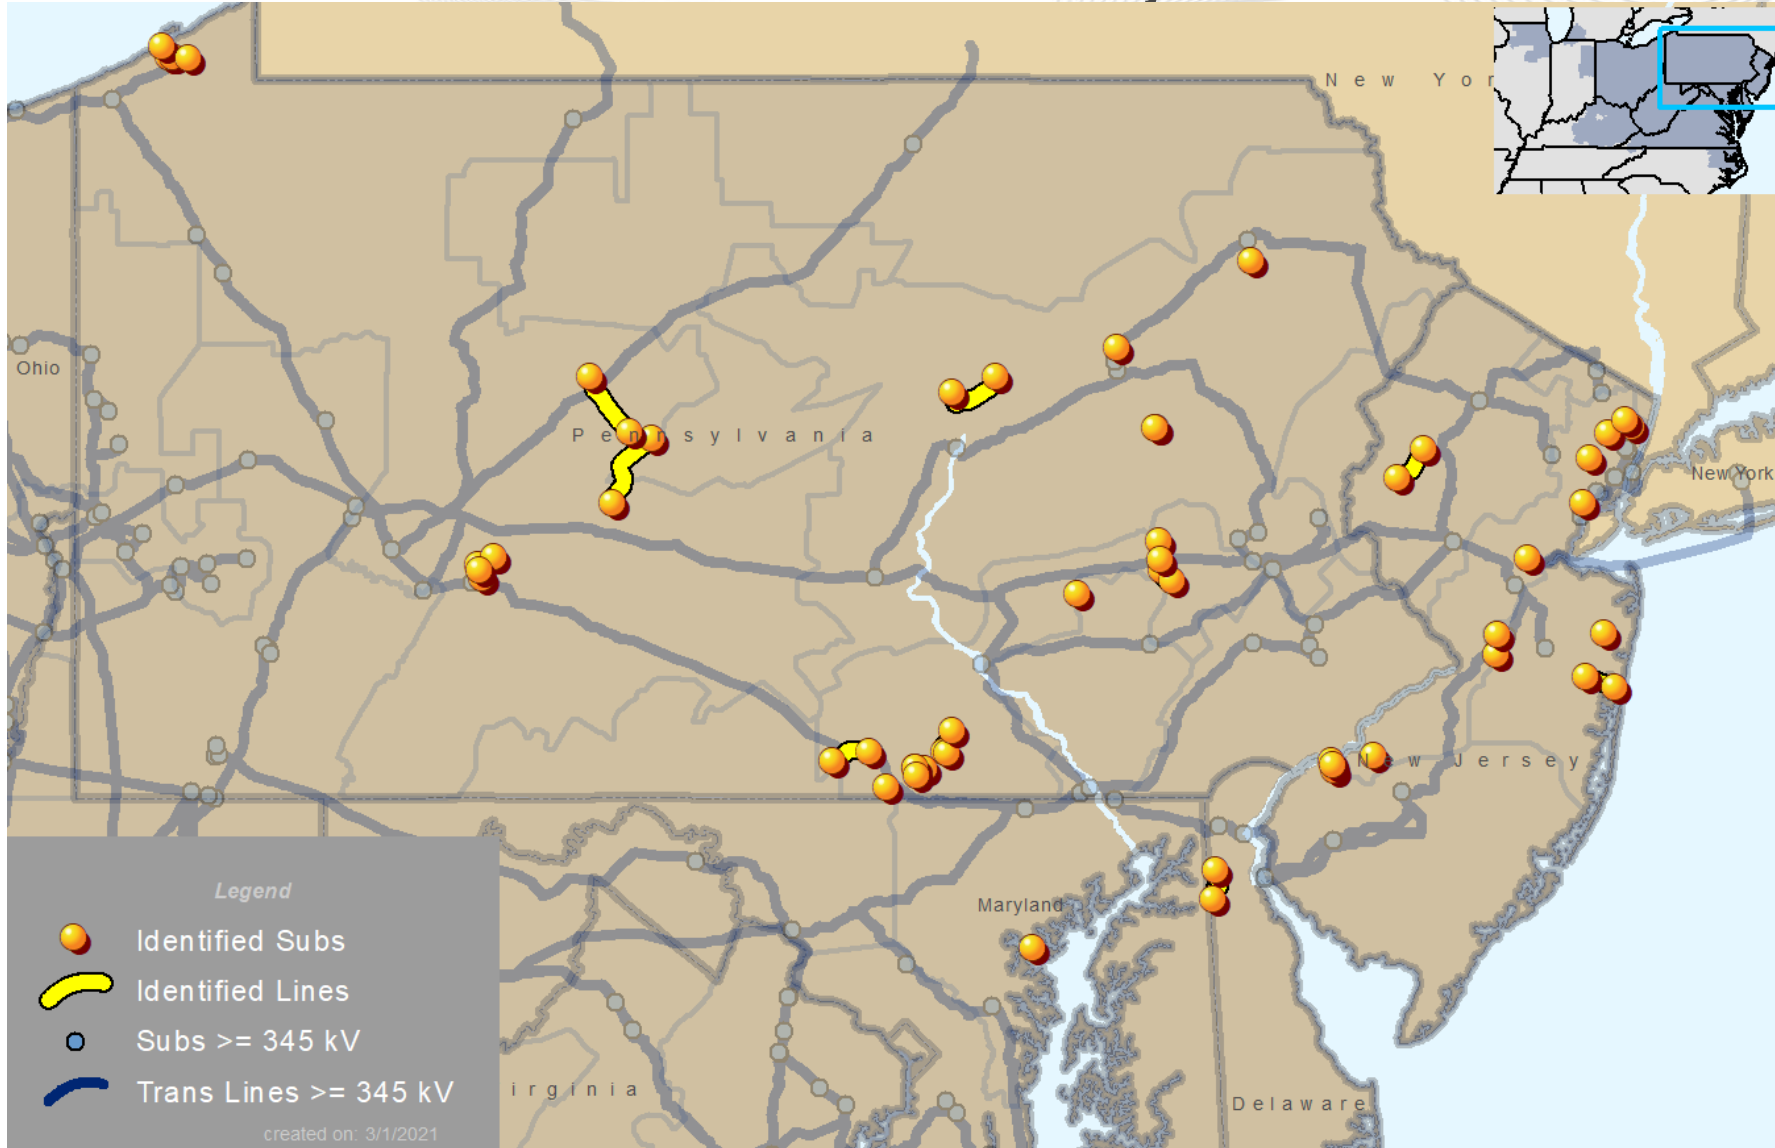 New Yor
Ohio
Pennsylvania
New York
New Jersey
Maryland
irginia
Delaware
Legend
Identified Subs
Identified Lines
Subs >= 345 kV
Trans Lines >= 345 kV
created on: 3/1/2021